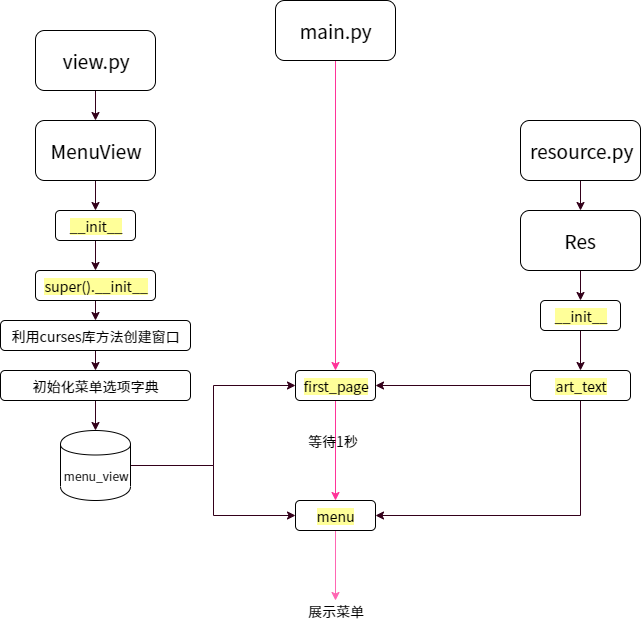 main.py
view.py
MenuView
resource.py
__init__
Res
super().__init__
利用curses库方法创建窗口
__init__
初始化菜单选项字典
first_page
art_text
等待1秒
menu_view
menu
展示菜单